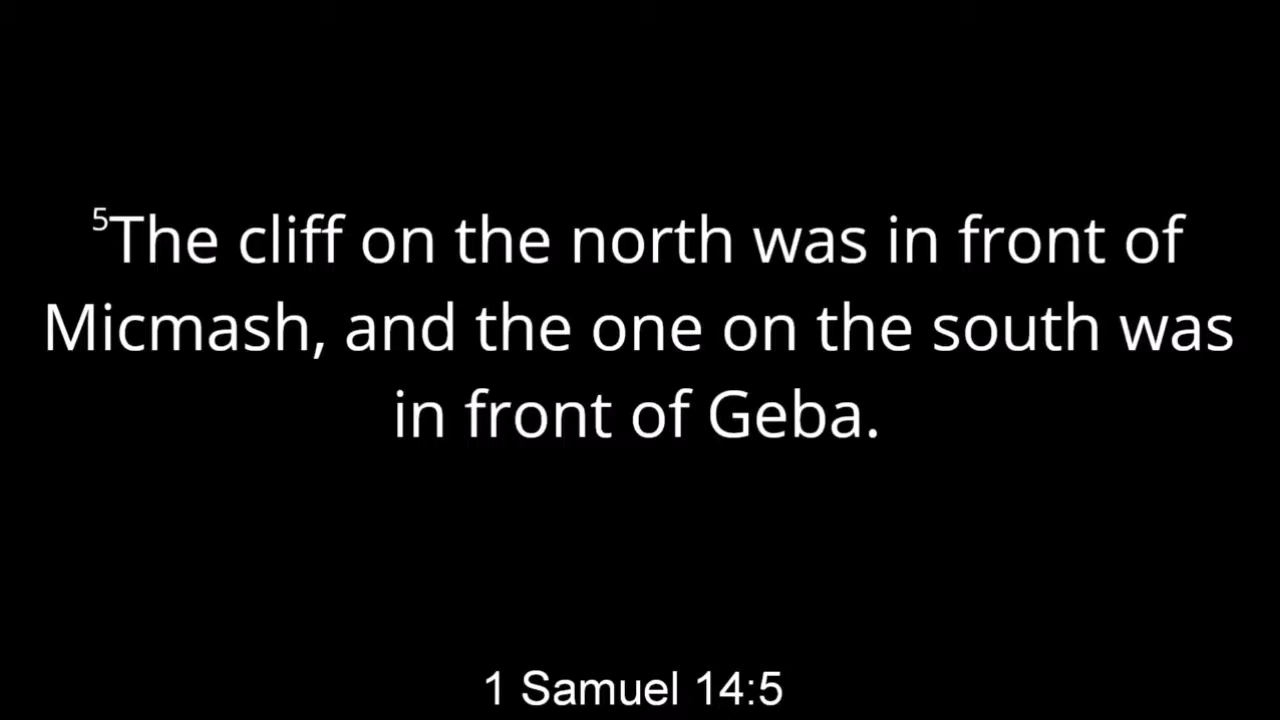 ⁵The cliff on the north was in front of
Micmash, and the one on the south was
in front of Geba.
1 Samuel 14:5